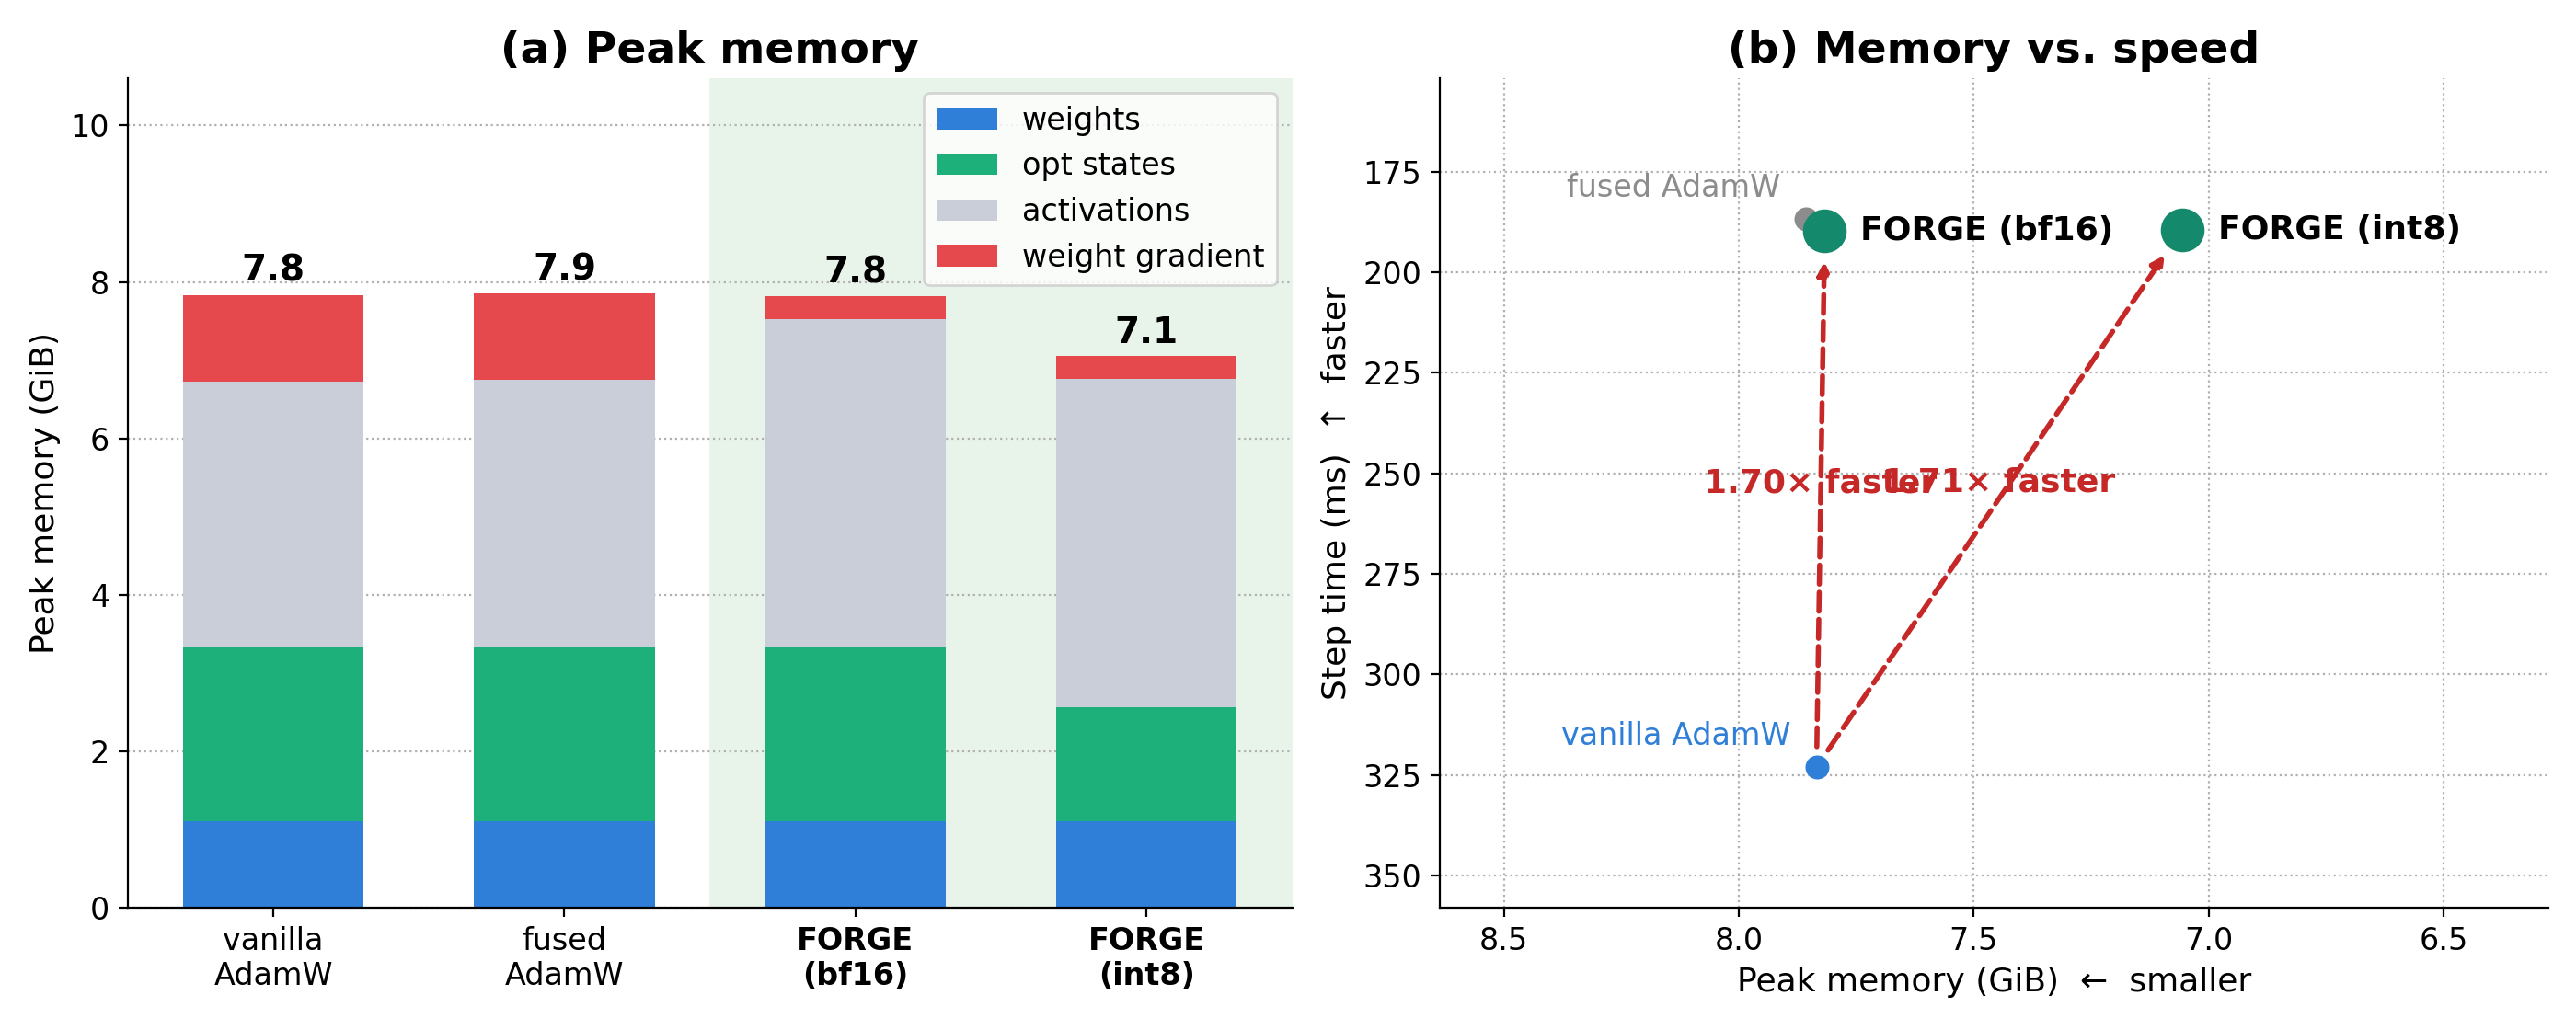 (a) Peak memory
Peak memory (GiB)
10
8
6
4
2
0
weights
opt states
activations
weight gradient
7.8
7.9
7.8
7.1
vanilla
AdamW
fused
AdamW
FORGE
(bf16)
FORGE
(int8)
(b) Memory vs. speed
Step time (ms) ↑ faster
175
200
225
250
275
300
325
350
fused AdamW
FORGE (bf16)
FORGE (int8)
1.70× faster
1.71× faster
vanilla AdamW
8.5
8.0
7.5
7.0
6.5
Peak memory (GiB) ← smaller